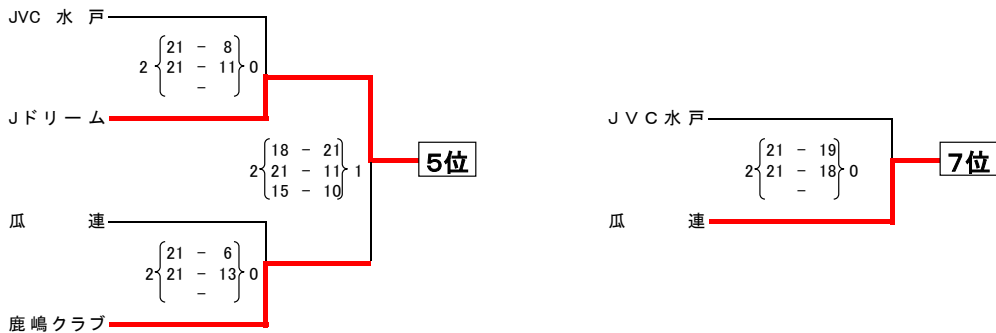 JVC 水 戸
21 - 8
2 21 - 11 0
-
Jドリーム
18 - 21
2 21 - 11 1
15 - 10
5位
瓜 連
21 - 6
2 21 - 13 0
-
鹿嶋クラブ
JVC水戸
21 - 19
2 21 - 18 0
-
7位
瓜 連